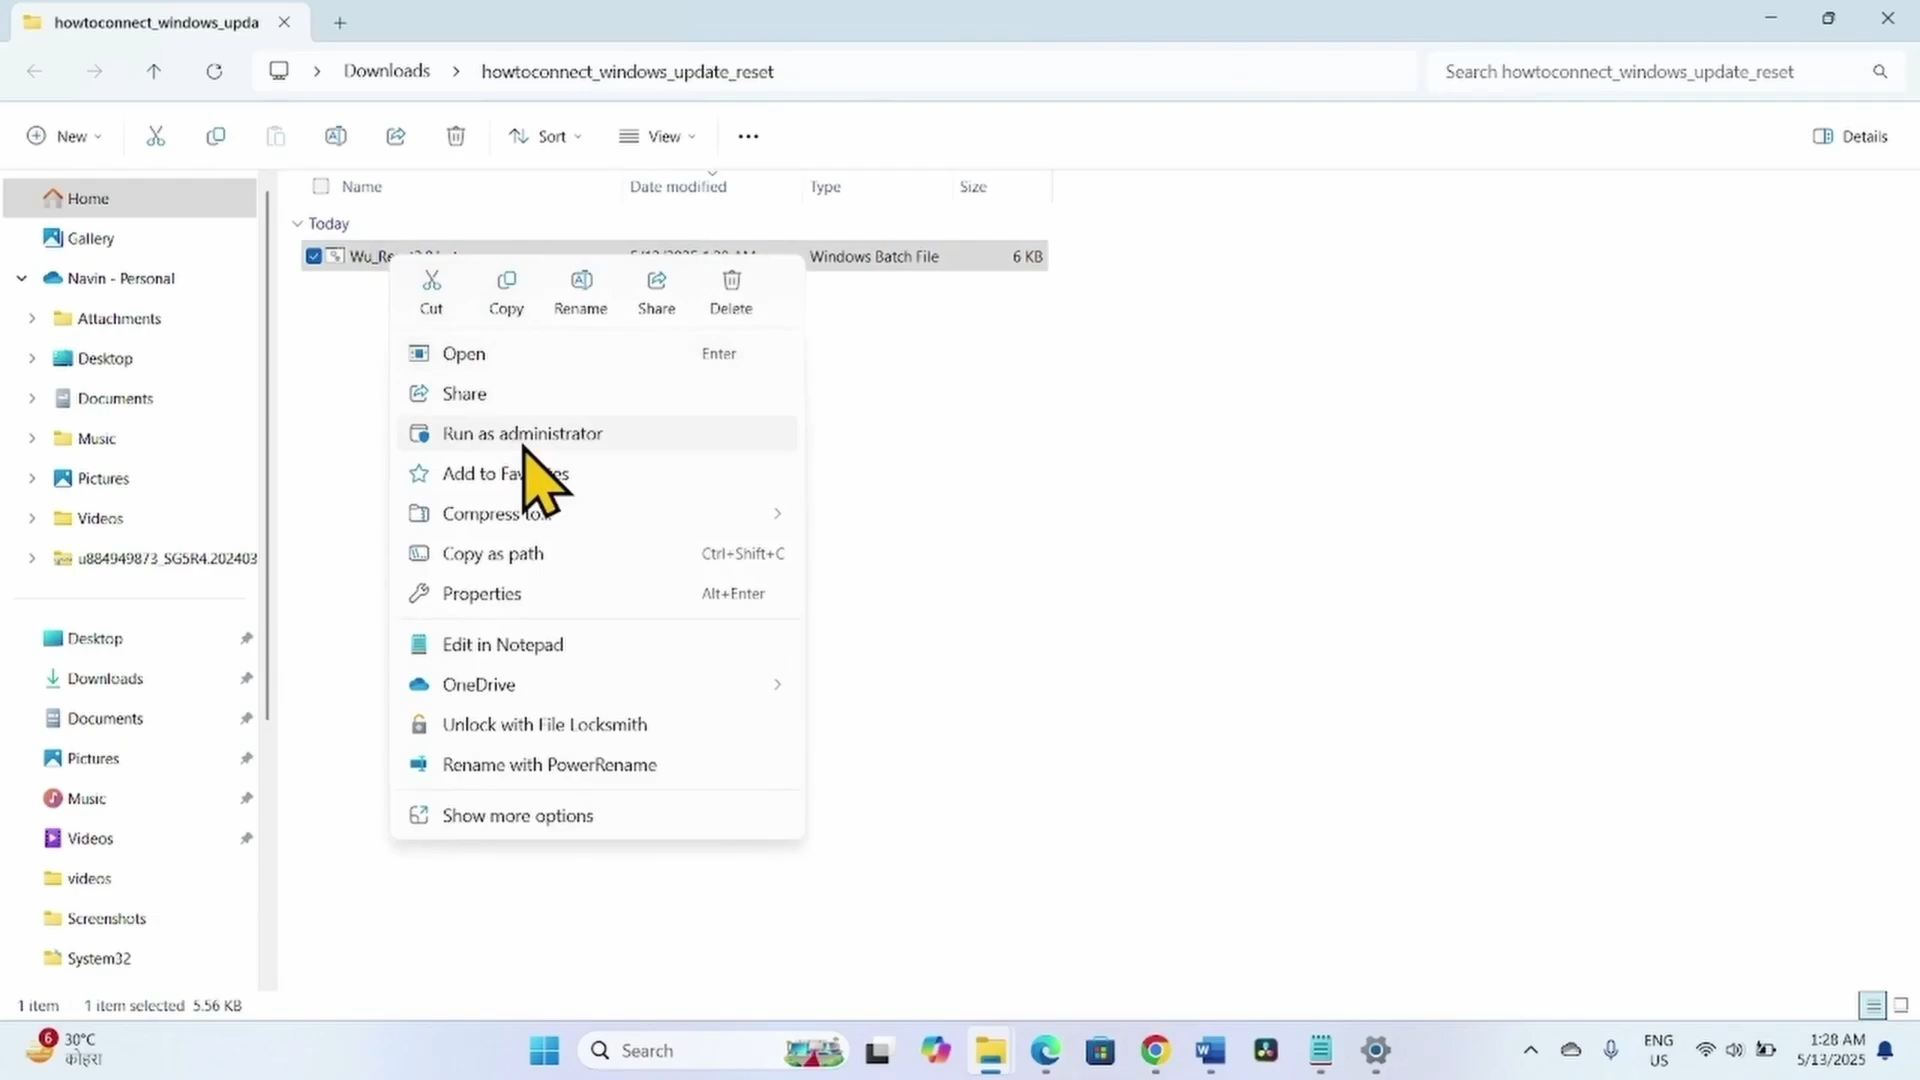 howtoconnect_windows_upda
Downloads
howtoconnect_windows_update_reset
Search howtoconnect_windows_update_reset
New
Sort
View
Details
Name
Date modified
Type
Size
Today
Windows Batch File
6 KB
Home
Gallery
Navin - Personal
Attachments
Desktop
Documents
Music
Pictures
Videos
u884949873_SG5R4.202403
Desktop
Downloads
Documents
Pictures
Music
Videos
videos
Screenshots
System32
Cut
Copy
Rename
Share
Delete
Open Enter
Share
Run as administrator
Add to
Compress
Copy as path Ctrl+Shift+C
Properties Alt+Enter
Edit in Notepad
OneDrive
Unlock with File Locksmith
Rename with PowerRename
Show more options
1 item
1 item selected 5.56 KB
6
30°C
कोहरा
Search
ENG
US
1:28 AM
5/13/2025